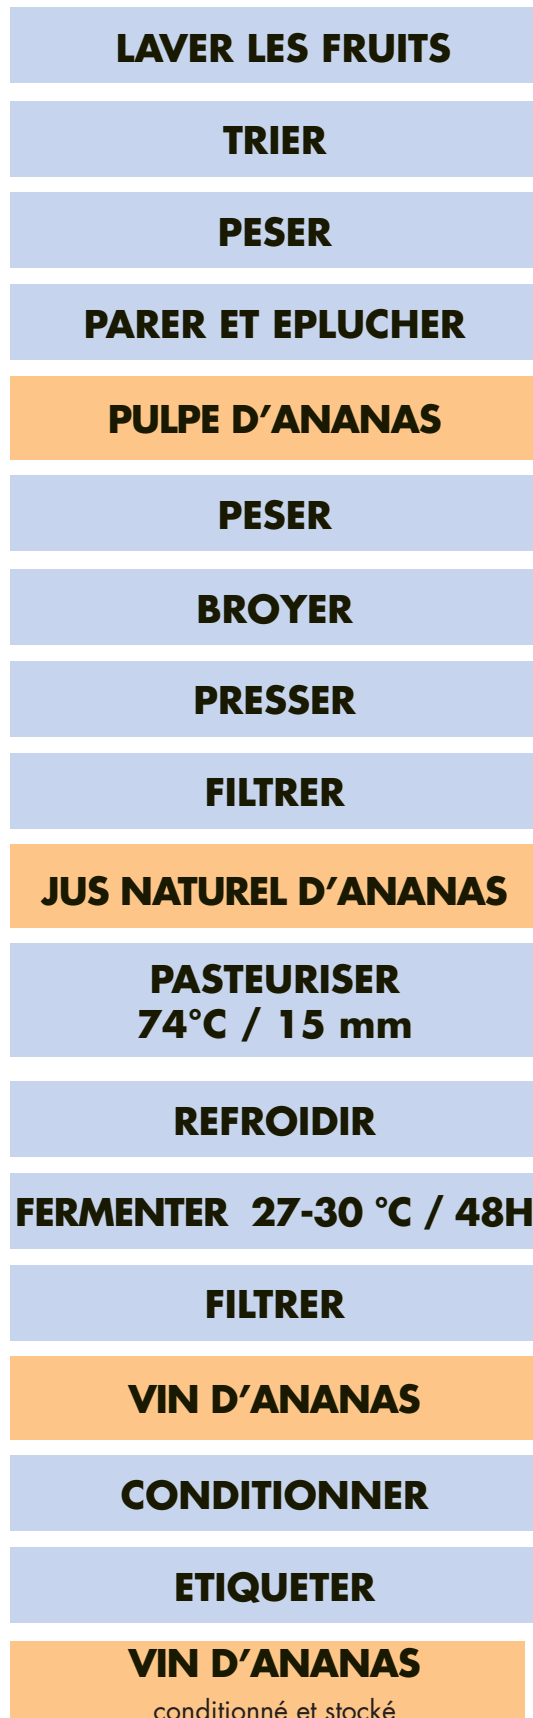 LAVER LES FRUITS
TRIER
PESER
PARER ET EPLUCHER
PULPE D’ANANAS
PESER
BROYER
PRESSER
FILTRER
JUS NATUREL D’ANANAS
PASTEURISER
74°C / 15 mm
REFROIDIR
FERMENTER 27-30 °C / 48H
FILTRER
VIN D’ANANAS
CONDITIONNER
ETIQUETER
VIN D’ANANAS
conditionné et stocké